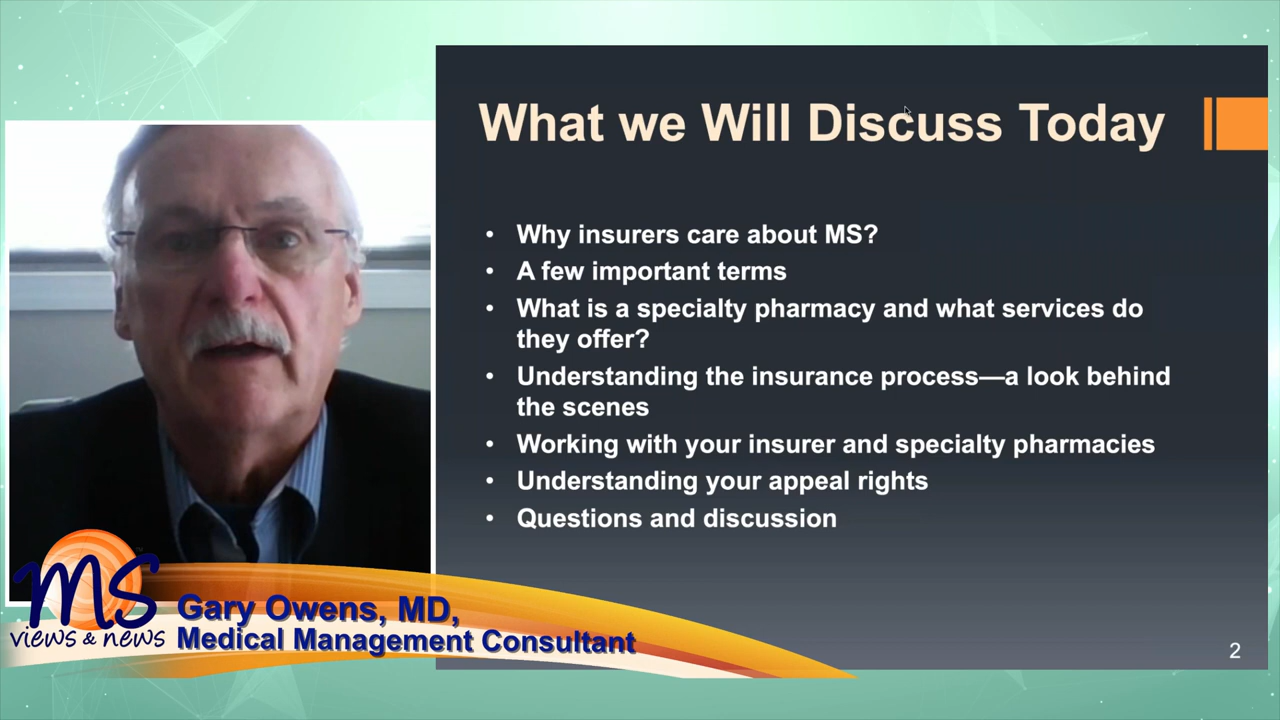 What we Will Discuss Today
• Why insurers care about MS?
• A few important terms
• What is a specialty pharmacy and what services do
they offer?
• Understanding the insurance process—a look behind
the scenes
• Working with your insurer and specialty pharmacies
• Understanding your appeal rights
• Questions and discussion
2
MS
views & news
Gary Owens, MD,
Medical Management Consultant